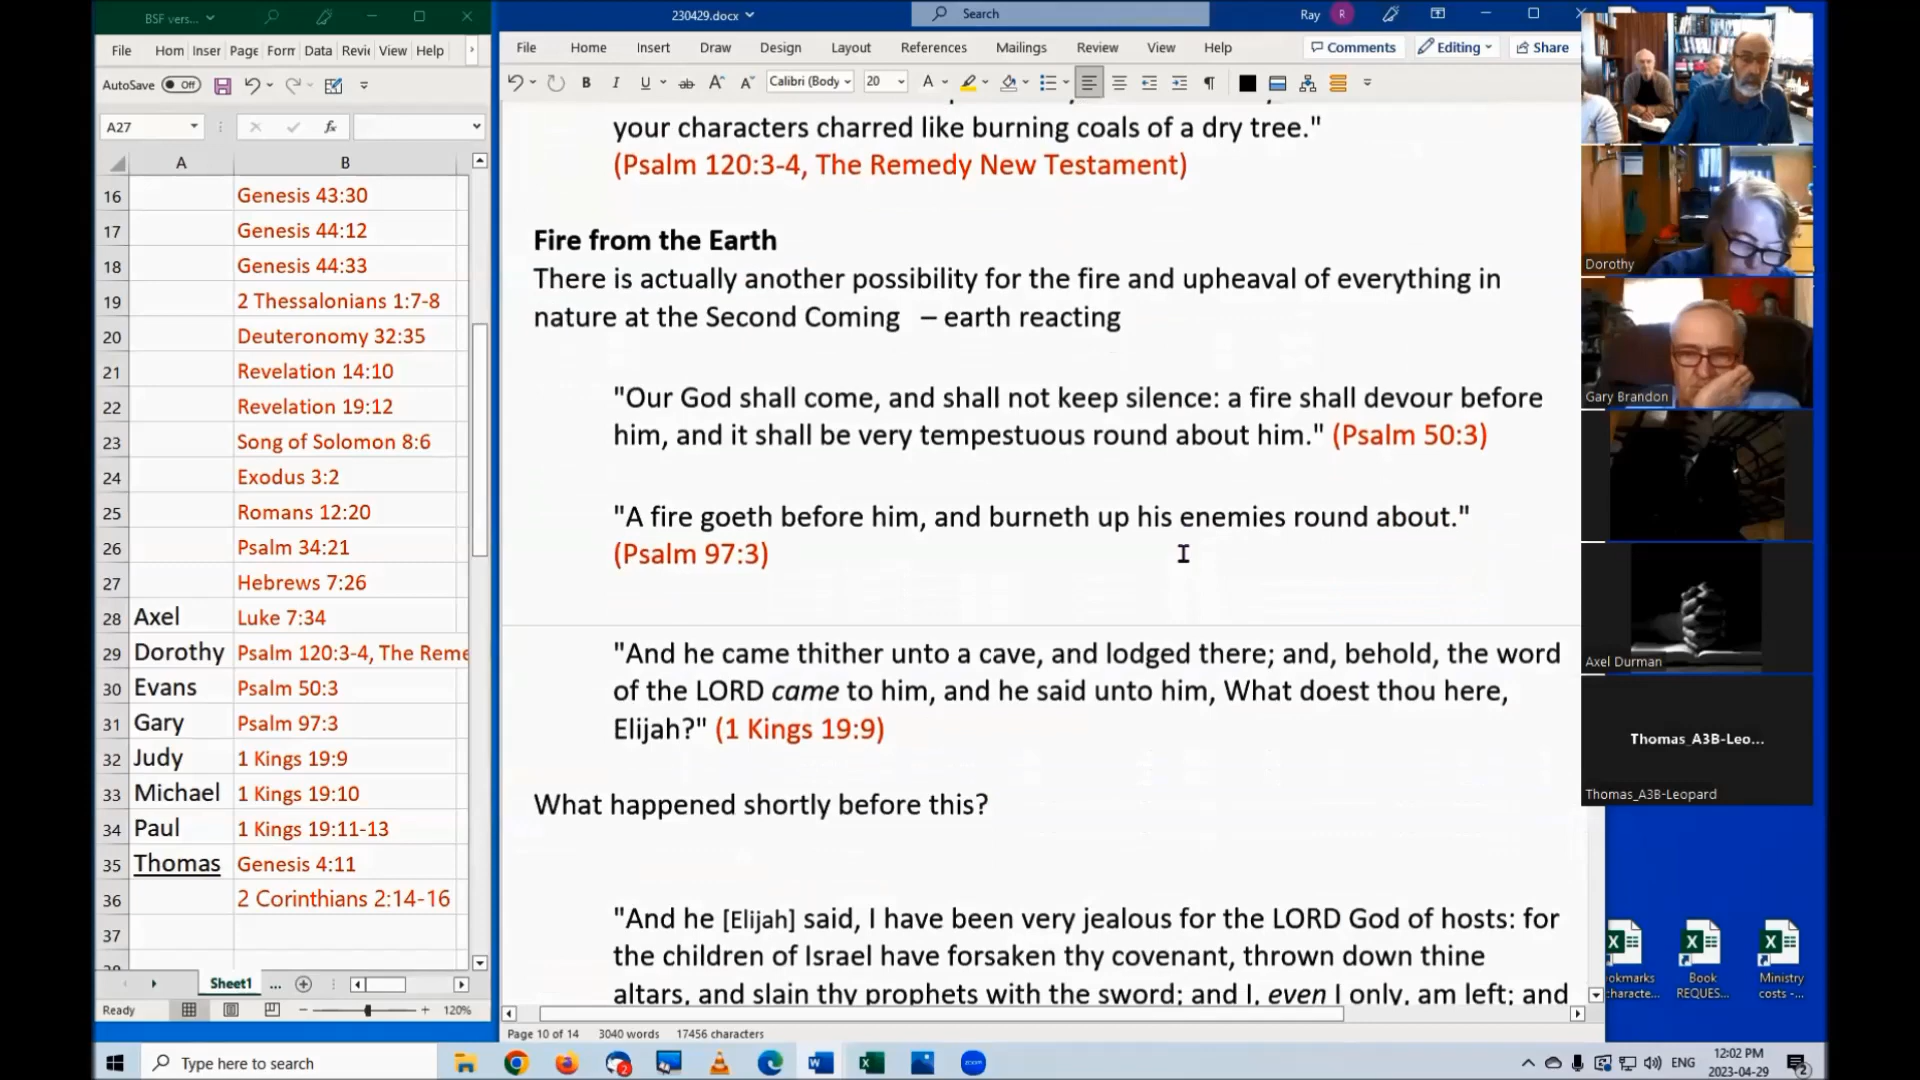 BSF vers...
File Hom Inser Page Forr Data Revie View Help
AutoSave Off
A27
A B
16 Genesis 43:30
17 Genesis 44:12
18 Genesis 44:33
19 2 Thessalonians 1:7-8
20 Deuteronomy 32:35
21 Revelation 14:10
22 Revelation 19:12
23 Song of Solomon 8:6
24 Exodus 3:2
25 Romans 12:20
26 Psalm 34:21
27 Hebrews 7:26
28 Axel Luke 7:34
29 Dorothy Psalm 120:3-4, The Reme
30 Evans Psalm 50:3
31 Gary Psalm 97:3
32 Judy 1 Kings 19:9
33 Michael 1 Kings 19:10
34 Paul 1 Kings 19:11-13
35 Thomas Genesis 4:11
36 2 Corinthians 2:14-16
37
Sheet1 ...
Ready 120%
230429.docx Search Ray R
File Home Insert Draw Design Layout References Mailings Review View Help Comments Editing Share
Calibri (Body 20
your characters charred like burning coals of a dry tree."
(Psalm 120:3-4, The Remedy New Testament)
Fire from the Earth
There is actually another possibility for the fire and upheaval of everything in
nature at the Second Coming – earth reacting
"Our God shall come, and shall not keep silence: a fire shall devour before
him, and it shall be very tempestuous round about him." (Psalm 50:3)
"A fire goeth before him, and burneth up his enemies round about."
(Psalm 97:3)
"And he came thither unto a cave, and lodged there; and, behold, the word
of the LORD came to him, and he said unto him, What doest thou here,
Elijah?" (1 Kings 19:9)
What happened shortly before this?
"And he [Elijah] said, I have been very jealous for the LORD God of hosts: for
the children of Israel have forsaken thy covenant, thrown down thine
altars, and slain thy prophets with the sword; and I, even I only, am left; and
Page 10 of 14 3040 words 17456 characters
Dorothy
Gary Brandon
Axel Durman
Thomas_A3B-Leo...
Thomas_A3B-Leopard
okmarks
characte...
Book
REQUES...
Ministry
costs -...
Type here to search
ENG
12:02 PM
2023-04-29